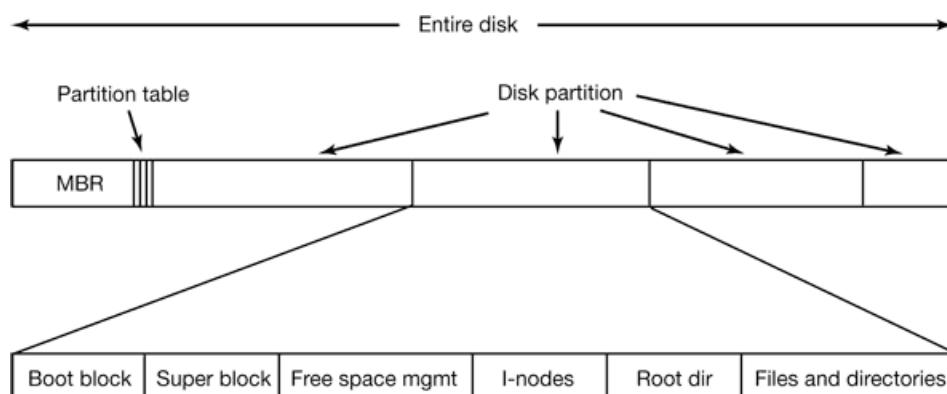 Entire disk
Partition table
Disk partition
MBR
Boot block
Super block
Free space mgmt
I-nodes
Root dir
Files and directories